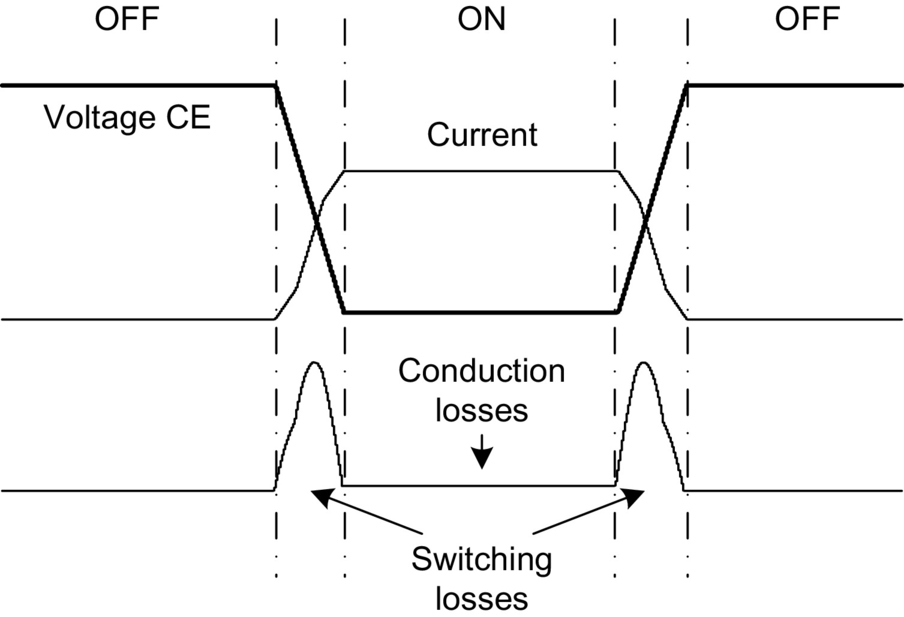 OFF
ON
OFF
Voltage CE
Current
Conduction
losses
Switching
losses